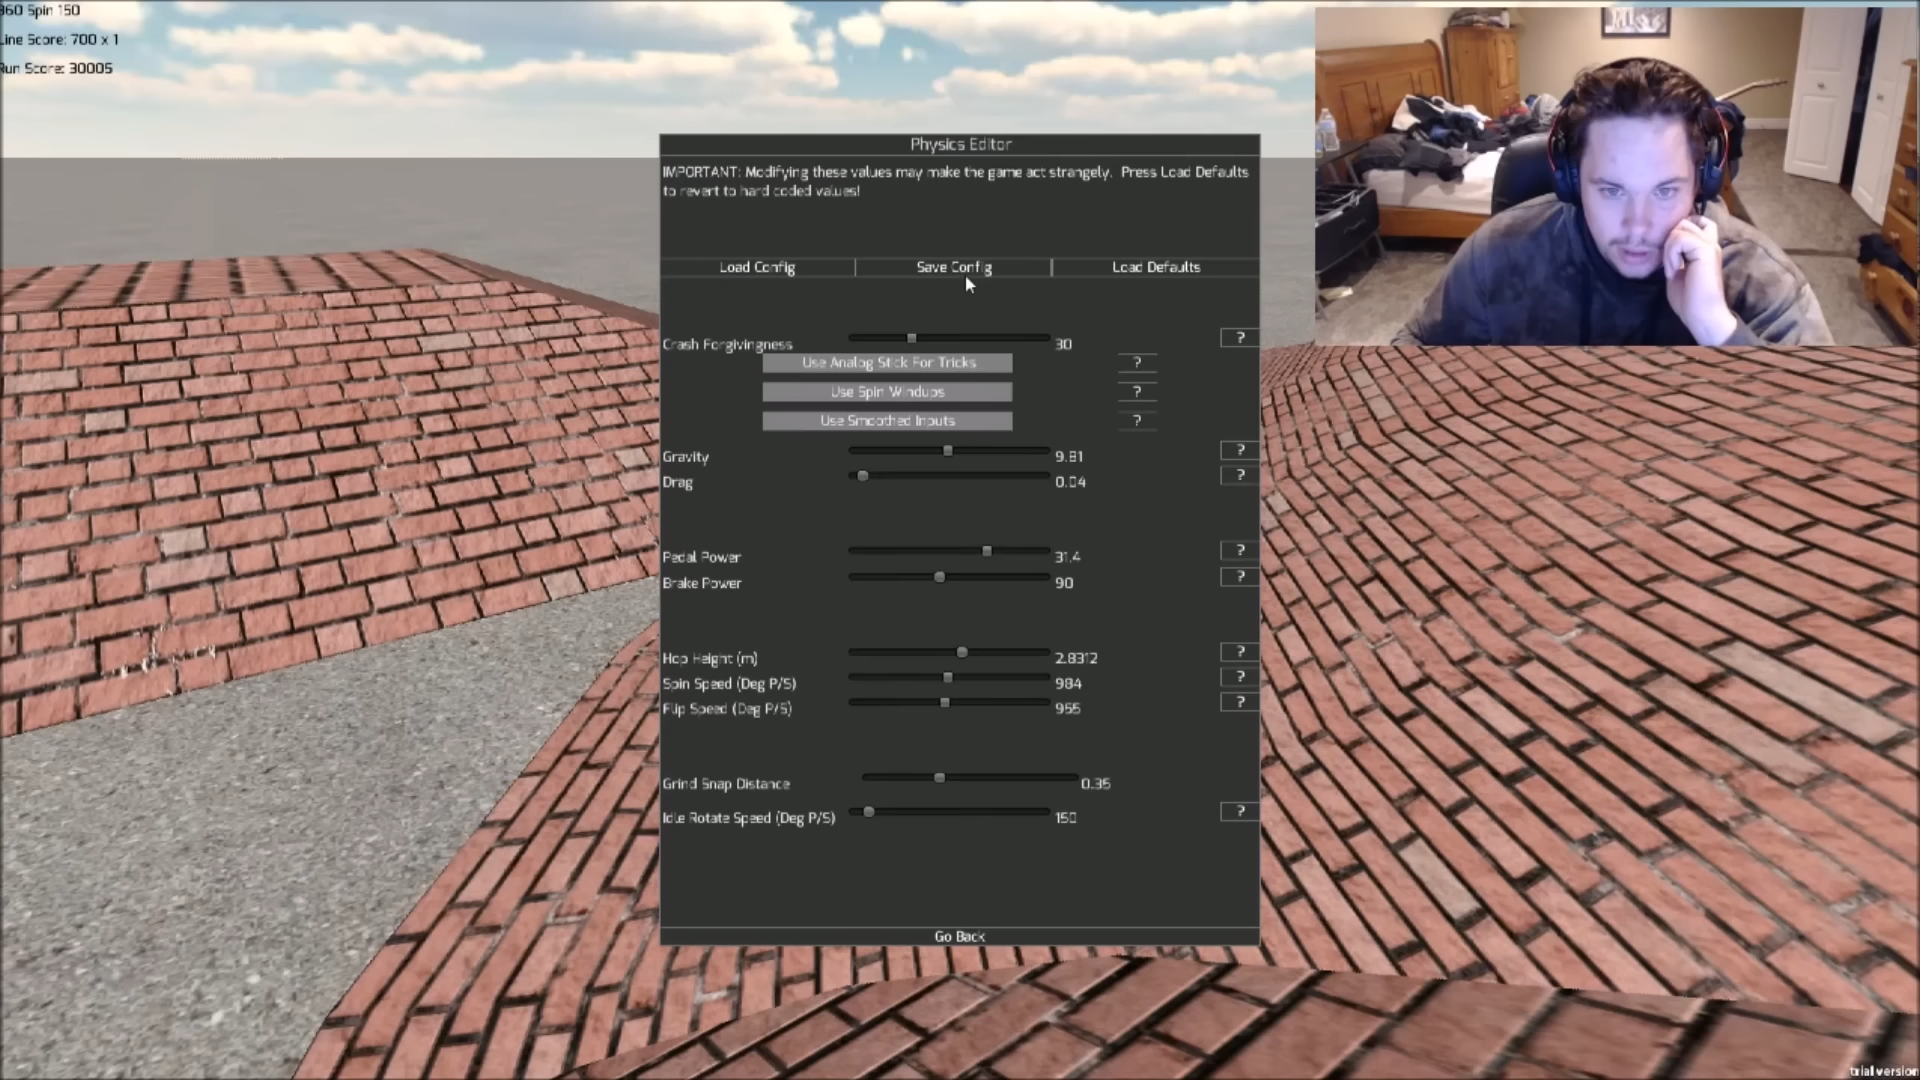 360 Spin 150
Line Score: 700 x 1
Run Score: 30005
Physics Editor
IMPORTANT: Modifying these values may make the game act strangely. Press Load Defaults
to revert to hard coded values!
Load Config | Save Config | Load Defaults
Crash Forgivingness 30 ?
Use Analog Stick For Tricks ?
Use Spin Windups ?
Use Smoothed Inputs ?
Gravity 9.81 ?
Drag 0.04 ?
Pedal Power 31.4 ?
Brake Power 90 ?
Hop Height (m) 2.8312 ?
Spin Speed (Deg P/S) 984 ?
Flip Speed (Deg P/S) 955 ?
Grind Snap Distance 0.35
Idle Rotate Speed (Deg P/S) 150 ?
Go Back
trial version